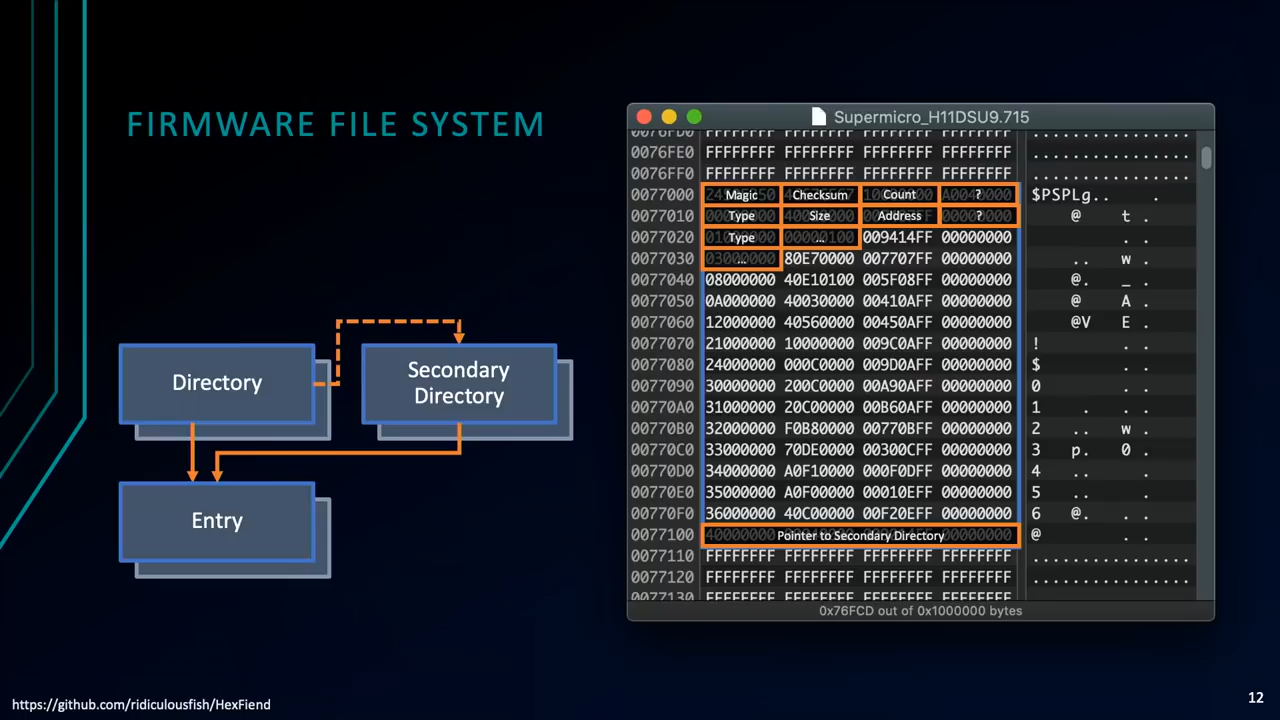 FIRMWARE FILE SYSTEM
Directory
Secondary
Directory
Entry
Supermicro_H11DSU9.715
0076FE0 FFFFFFFF FFFFFFFF FFFFFFFF FFFFFFFF ................
0076FF0 FFFFFFFF FFFFFFFF FFFFFFFF FFFFFFFF ................
0077000 Magic Checksum Count ? $PSPLg.. .
0077010 Type Size Address ? @ t .
0077020 Type ... 009414FF 00000000 . .
0077030 ... 80E70000 007707FF 00000000 .. w .
0077040 08000000 40E10100 005F08FF 00000000 @. _ .
0077050 0A000000 40030000 00410AFF 00000000 @ A .
0077060 12000000 40560000 00450AFF 00000000 @V E .
0077070 21000000 10000000 009C0AFF 00000000 ! . .
0077080 24000000 000C0000 009D0AFF 00000000 $ . .
0077090 30000000 200C0000 00A90AFF 00000000 0 . .
00770A0 31000000 20C00000 00B60AFF 00000000 1 . . .
00770B0 32000000 F0B80000 00770BFF 00000000 2 .. w .
00770C0 33000000 70DE0000 00300CFF 00000000 3 p. 0 .
00770D0 34000000 A0F10000 000F0DFF 00000000 4 .. .
00770E0 35000000 A0F00000 00010EFF 00000000 5 .. .
00770F0 36000000 40C00000 00F20EFF 00000000 6 @. . .
0077100 Pointer to Secondary Directory @ . .
0077110 FFFFFFFF FFFFFFFF FFFFFFFF FFFFFFFF ................
0077120 FFFFFFFF FFFFFFFF FFFFFFFF FFFFFFFF ................
0077130 FFFFFFFF FFFFFFFF FFFFFFFF FFFFFFFF
0x76FCD out of 0x1000000 bytes
https://github.com/ridiculousfish/HexFiend
12